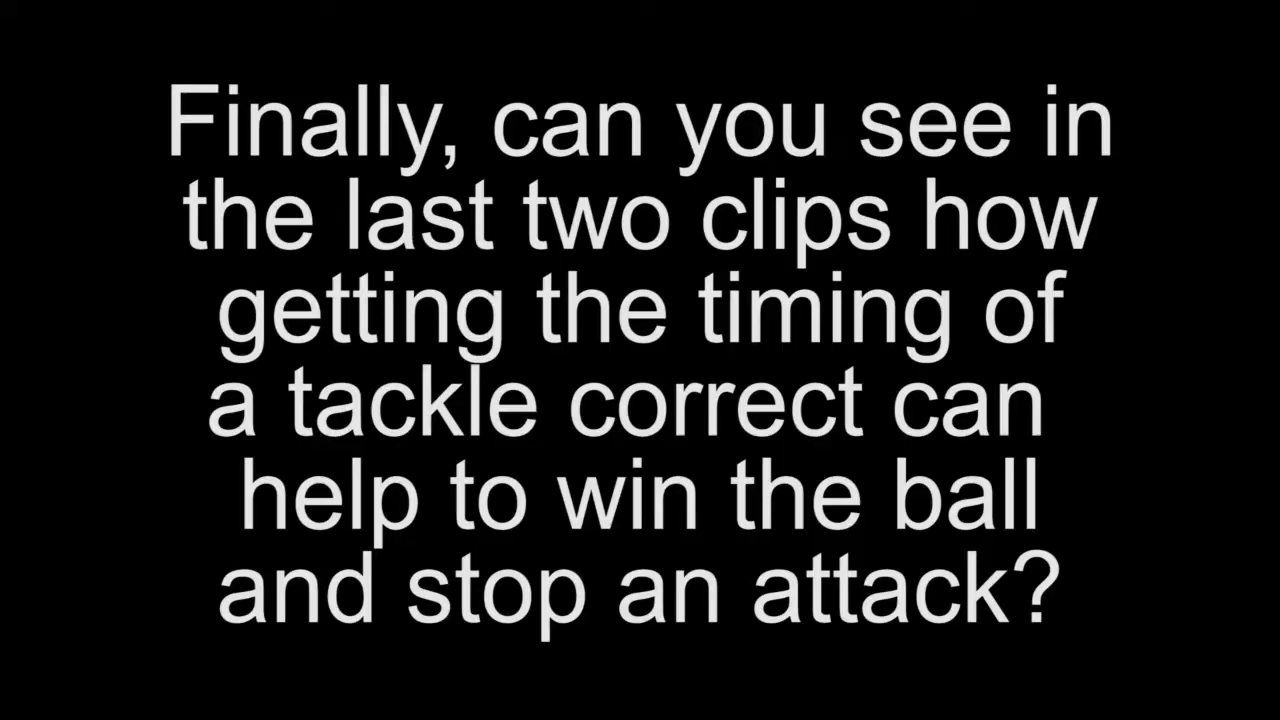 Finally, can you see in
the last two clips how
getting the timing of
a tackle correct can
help to win the ball
and stop an attack?